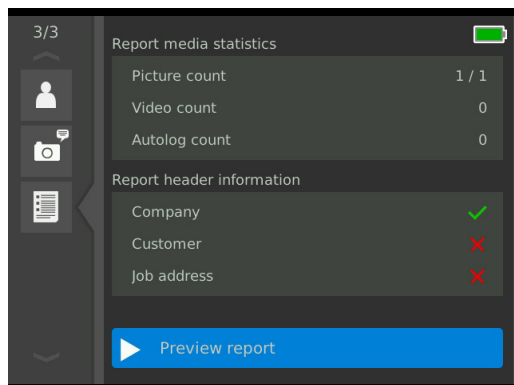 3/3
Report media statistics
Picture count 1 / 1
Video count 0
Autolog count 0
Report header information
Company
Customer
Job address
Preview report